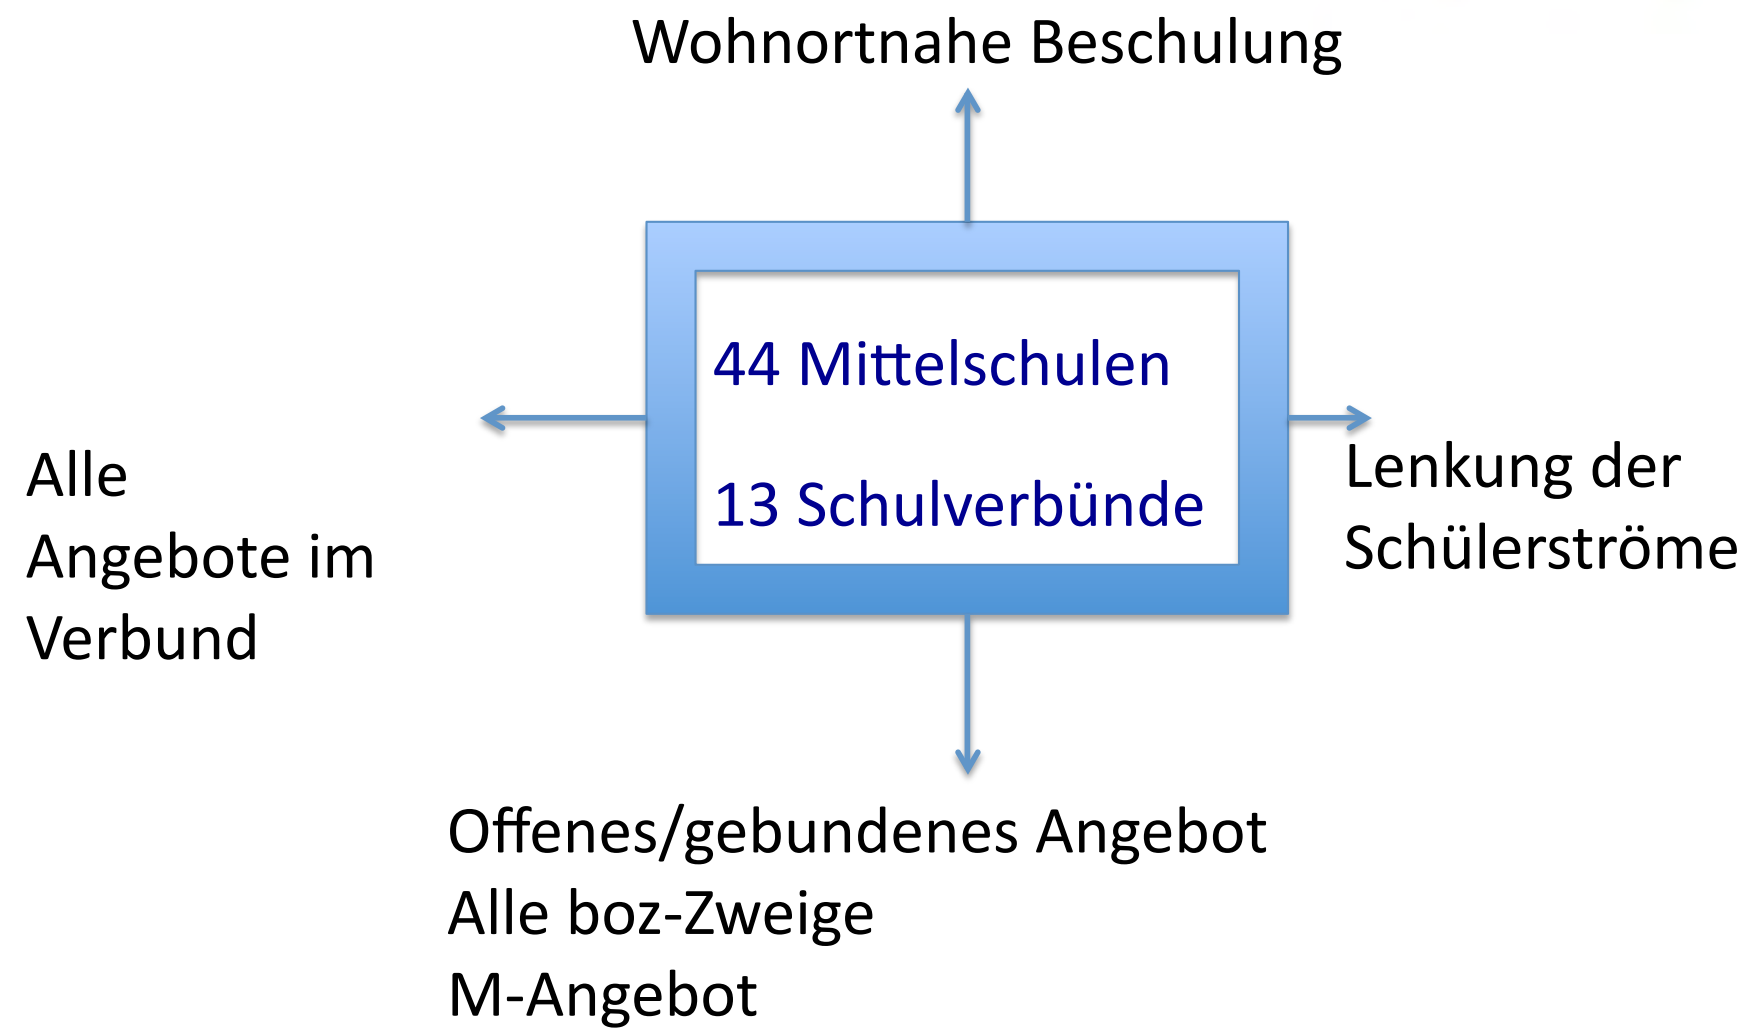 Wohnortnahe Beschulung
44 Mittelschulen
13 Schulverbünde
Alle
Angebote im
Verbund
Lenkung der
Schülerströme
Offenes/gebundenes Angebot
Alle boz-Zweige
M-Angebot